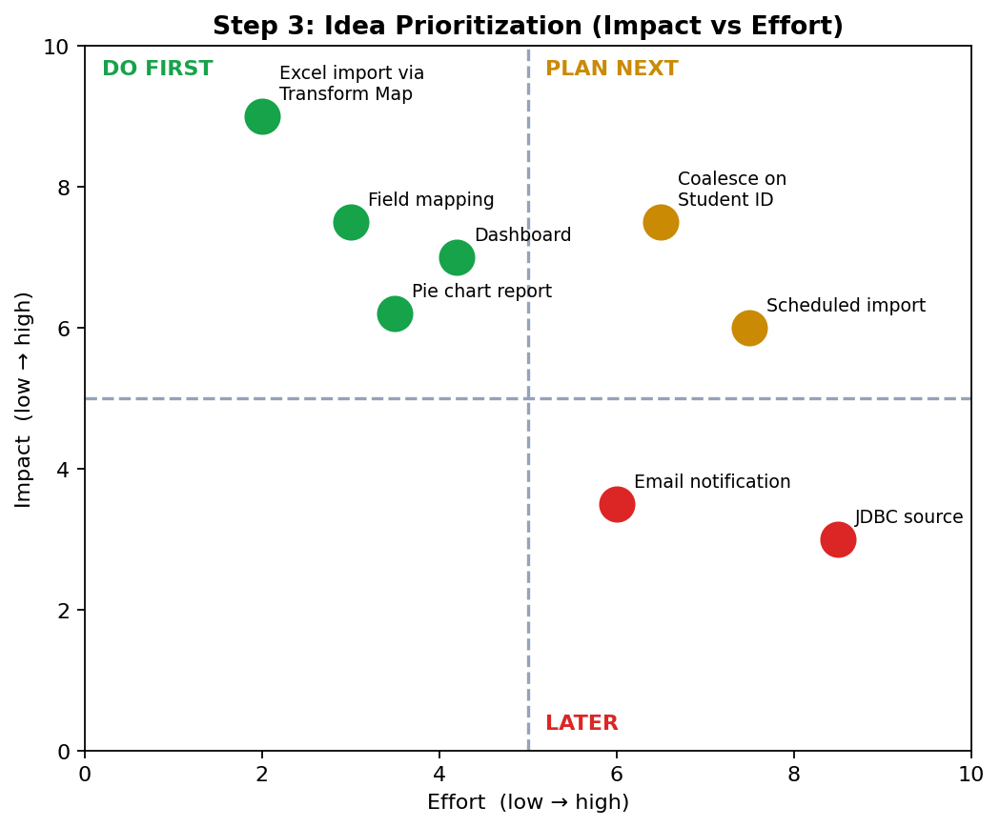 Step 3: Idea Prioritization (Impact vs Effort)
10
DO FIRST
PLAN NEXT
Excel import via
Transform Map
8
Coalesce on
Student ID
Field mapping
Dashboard
Pie chart report
Scheduled import
6
Impact  (low → high)
4
Email notification
JDBC source
2
LATER
0
0 2 4 6 8 10
Effort  (low → high)